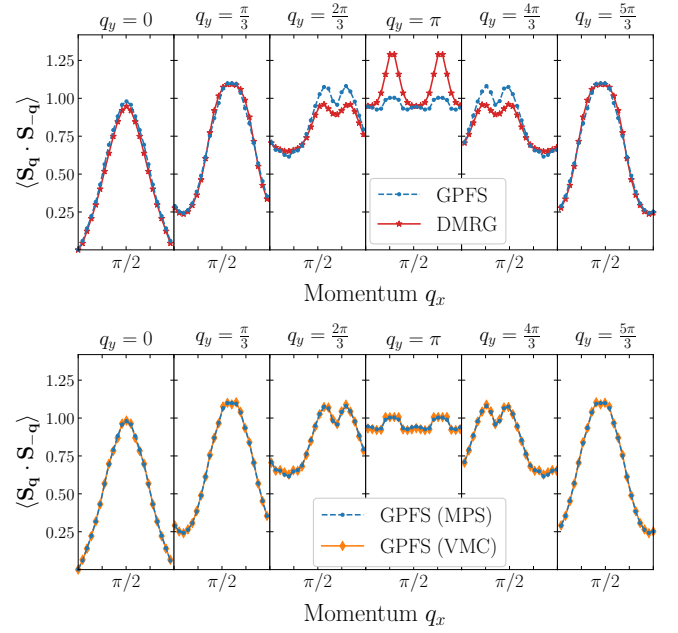 q_y = 0 q_y = π/3 q_y = 2π/3 q_y = π q_y = 4π/3 q_y = 5π/3
1.25
1.00
0.75
0.50
0.25
⟨S_q · S_−q⟩
GPFS
DMRG
π/2 π/2 π/2 π/2 π/2 π/2
Momentum q_x
q_y = 0 q_y = π/3 q_y = 2π/3 q_y = π q_y = 4π/3 q_y = 5π/3
1.25
1.00
0.75
0.50
0.25
⟨S_q · S_−q⟩
GPFS (MPS)
GPFS (VMC)
π/2 π/2 π/2 π/2 π/2 π/2
Momentum q_x